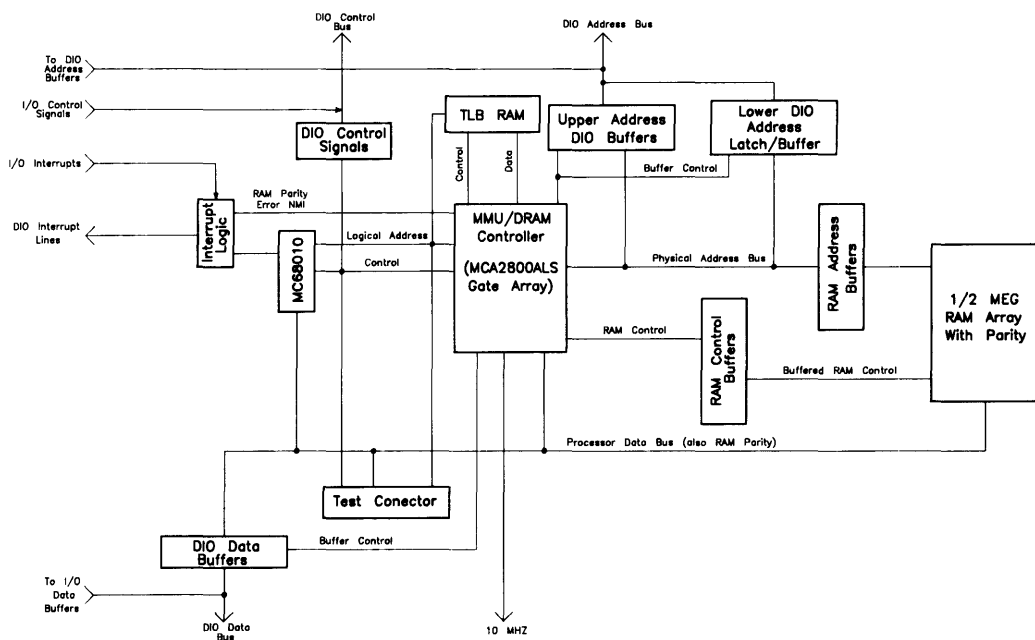 DIO Control
Bus
DIO Address Bus
To DIO
Address
Buffers
I/O Control
Signals
DIO Control
Signals
TLB RAM
Upper Address
DIO Buffers
Lower DIO
Address
Latch/Buffer
I/O Interrupts
Control
Data
Buffer Control
RAM Parity
Error NMI
DIO Interrupt
Lines
Interrupt
Logic
MC68010
Logical Address
Control
MMU/DRAM
Controller
(MCA2800ALS
Gate Array)
Physical Address Bus
RAM Address
Buffers
1/2 MEG
RAM Array
With Parity
RAM Control
RAM Control
Buffers
Buffered RAM Control
Processor Data Bus (also RAM Parity)
Test Conector
DIO Data
Buffers
Buffer Control
To I/O
Data
Buffers
DIO Data
Bus
10 MHZ